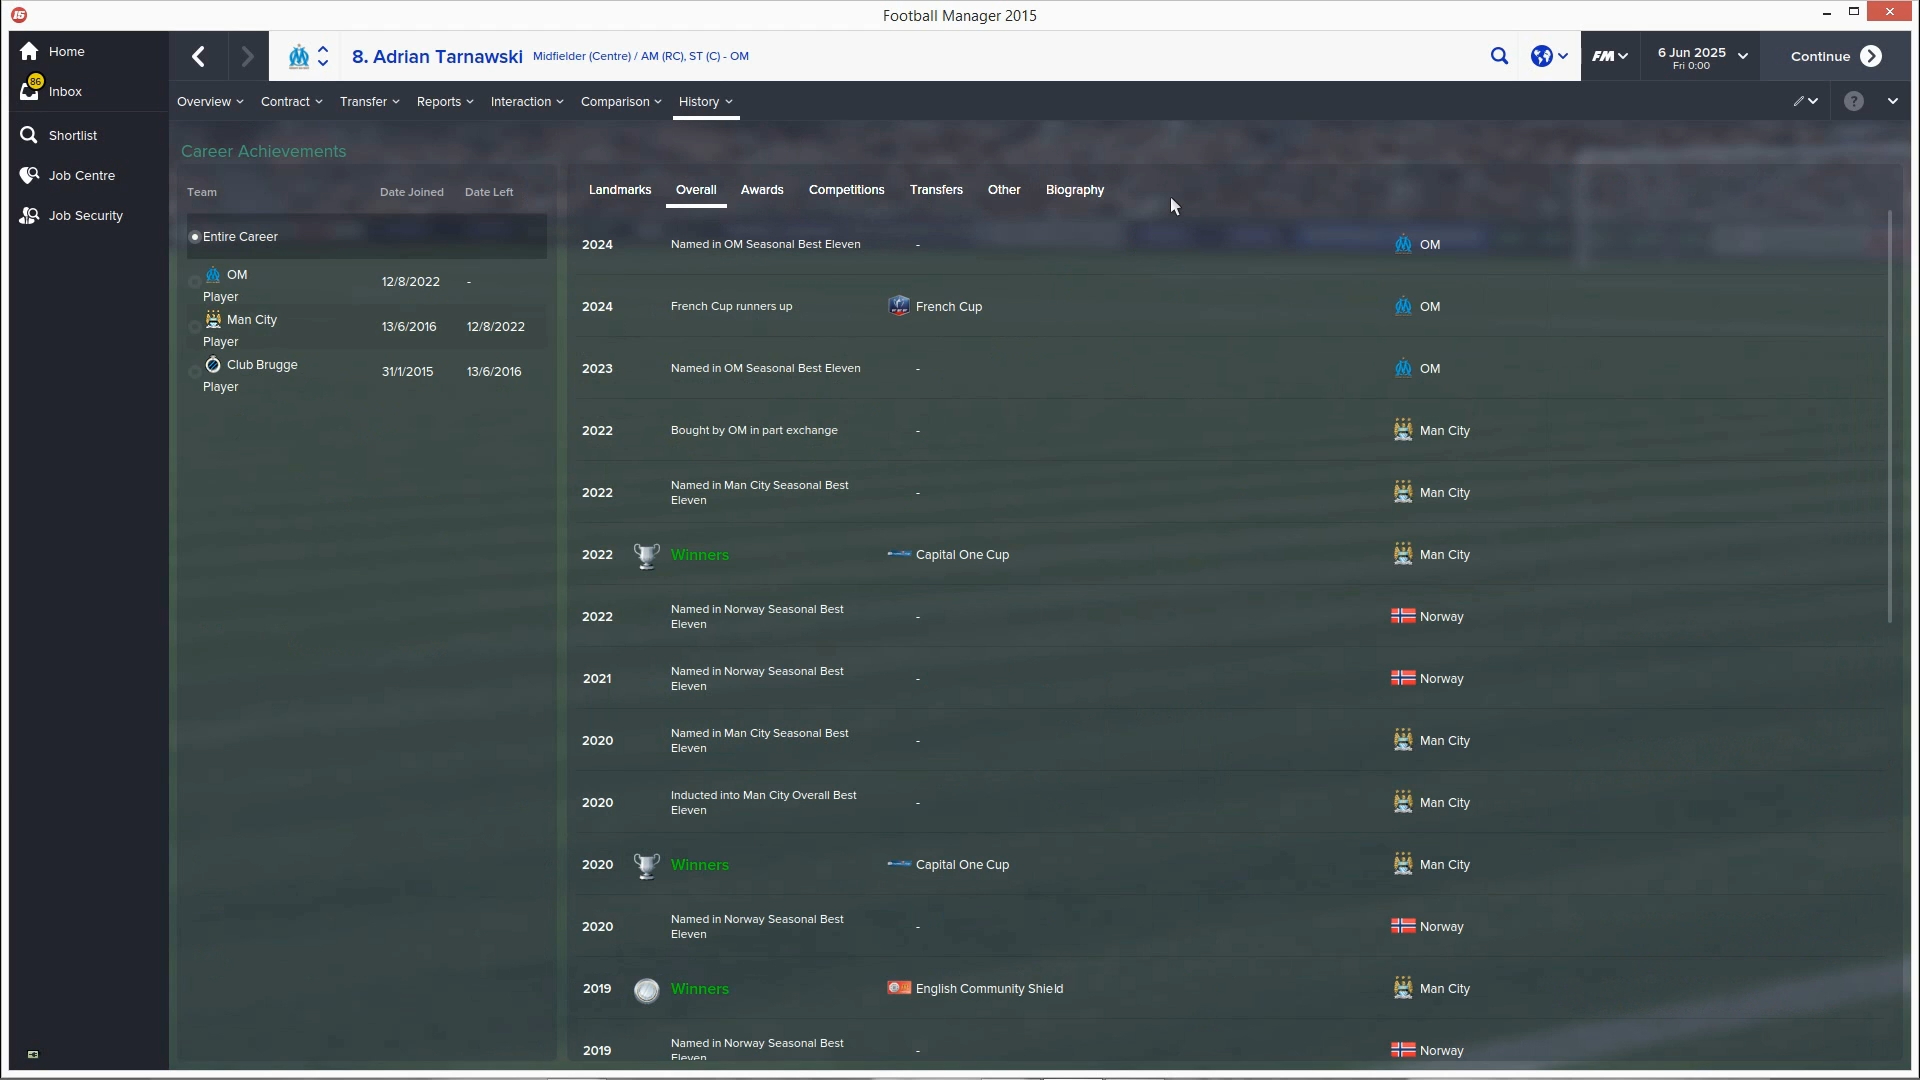 Football Manager 2015
Home
86
Inbox
Shortlist
Job Centre
Job Security
8. Adrian Tarnawski Midfielder (Centre) / AM (RC), ST (C) - OM
FM
6 Jun 2025
Fri 0:00
Continue
Overview Contract Transfer Reports Interaction Comparison History
?
Career Achievements
Team Date Joined Date Left
Entire Career
OM
Player
12/8/2022 -
Man City
Player
13/6/2016 12/8/2022
Club Brugge
Player
31/1/2015 13/6/2016
Landmarks Overall Awards Competitions Transfers Other Biography
2024 Named in OM Seasonal Best Eleven - OM
2024 French Cup runners up French Cup OM
2023 Named in OM Seasonal Best Eleven - OM
2022 Bought by OM in part exchange - Man City
2022 Named in Man City Seasonal Best
Eleven - Man City
2022 Winners Capital One Cup Man City
2022 Named in Norway Seasonal Best
Eleven - Norway
2021 Named in Norway Seasonal Best
Eleven - Norway
2020 Named in Man City Seasonal Best
Eleven - Man City
2020 Inducted into Man City Overall Best
Eleven - Man City
2020 Winners Capital One Cup Man City
2020 Named in Norway Seasonal Best
Eleven - Norway
2019 Winners English Community Shield Man City
2019 Named in Norway Seasonal Best
Eleven - Norway